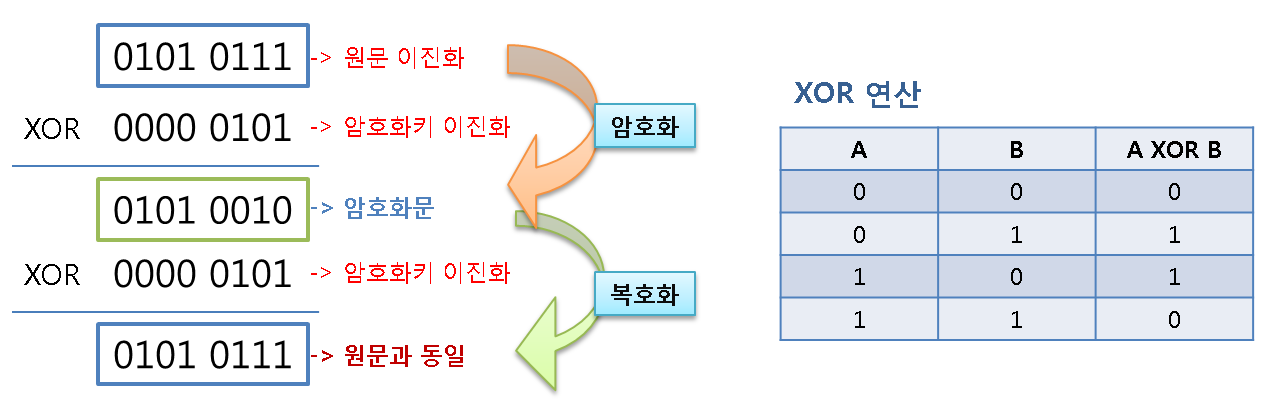 0101 0111 -> 원문 이진화
XOR 0000 0101 -> 암호화키 이진화
암호화
0101 0010 -> 암호화문
XOR 0000 0101 -> 암호화키 이진화
복호화
0101 0111 -> 원문과 동일
XOR 연산
A B A XOR B
0 0 0
0 1 1
1 0 1
1 1 0